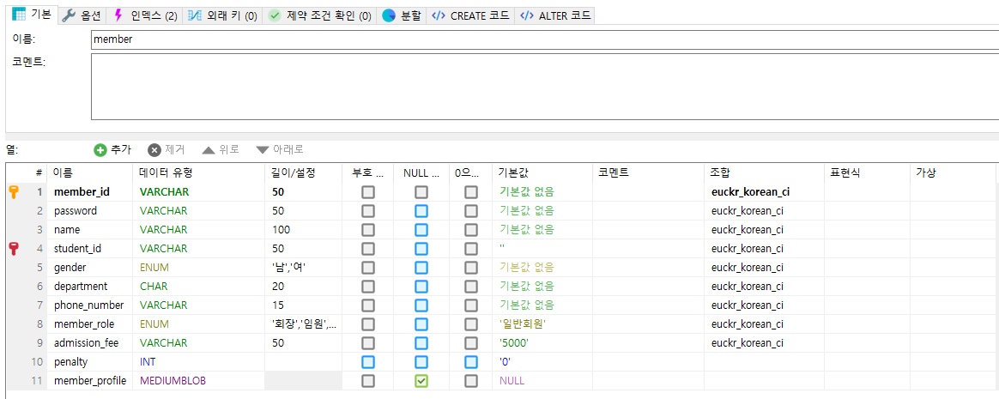 기본 옵션 인덱스 (2) 외래 키 (0) 제약 조건 확인 (0) 분할 </> CREATE 코드 </> ALTER 코드
이름: member
코멘트:
열: 추가 제거 위로 아래로
# 이름 데이터 유형 길이/설정 부호 ... NULL ... 0으... 기본값 코멘트 조합 표현식 가상
1 member_id VARCHAR 50 기본값 없음 euckr_korean_ci
2 password VARCHAR 50 기본값 없음 euckr_korean_ci
3 name VARCHAR 100 기본값 없음 euckr_korean_ci
4 student_id VARCHAR 50 '' euckr_korean_ci
5 gender ENUM '남','여' 기본값 없음 euckr_korean_ci
6 department CHAR 20 기본값 없음 euckr_korean_ci
7 phone_number VARCHAR 15 기본값 없음 euckr_korean_ci
8 member_role ENUM '회장','임원',... '일반회원' euckr_korean_ci
9 admission_fee VARCHAR 50 '5000' euckr_korean_ci
10 penalty INT '0'
11 member_profile MEDIUMBLOB NULL